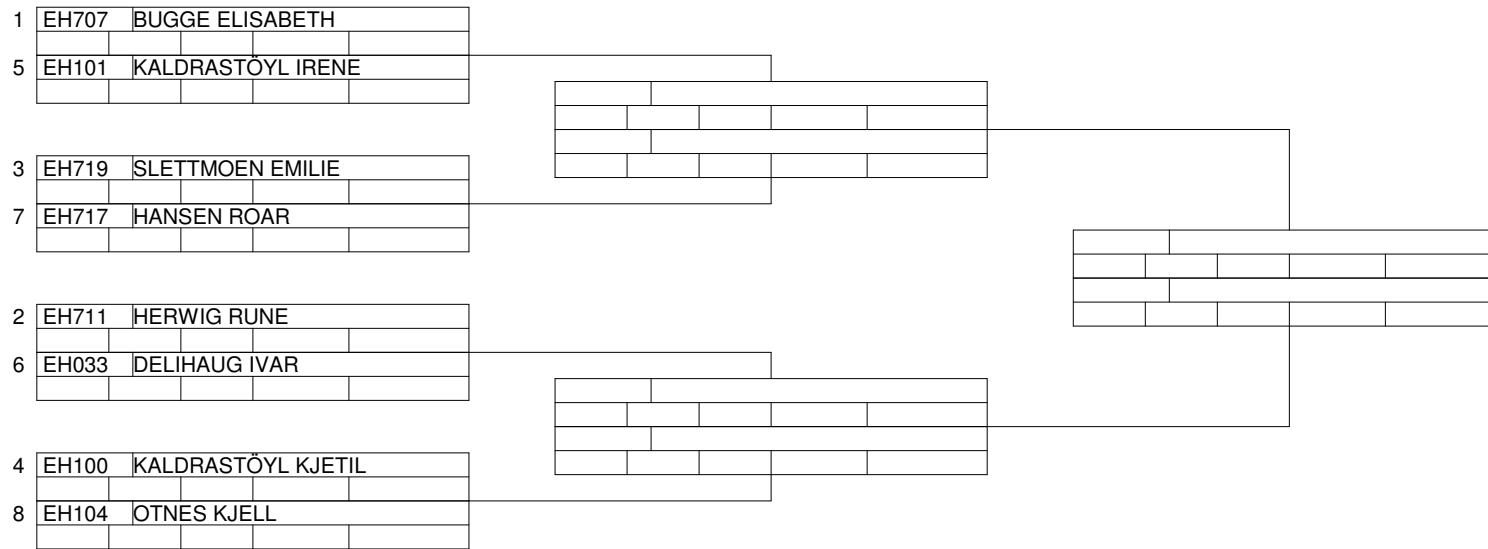 1 EH707 BUGGE ELISABETH
5 EH101 KALDRASTÖYL IRENE
3 EH719 SLETTMOEN EMILIE
7 EH717 HANSEN ROAR
2 EH711 HERWIG RUNE
6 EH033 DELIHAUG IVAR
4 EH100 KALDRASTÖYL KJETIL
8 EH104 OTNES KJELL